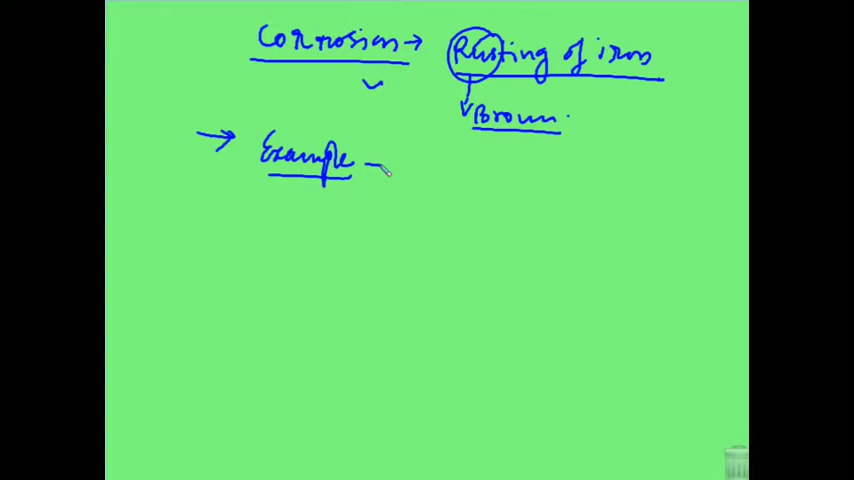 Corrosion → Rusting of iron
Brown.
→ Example –